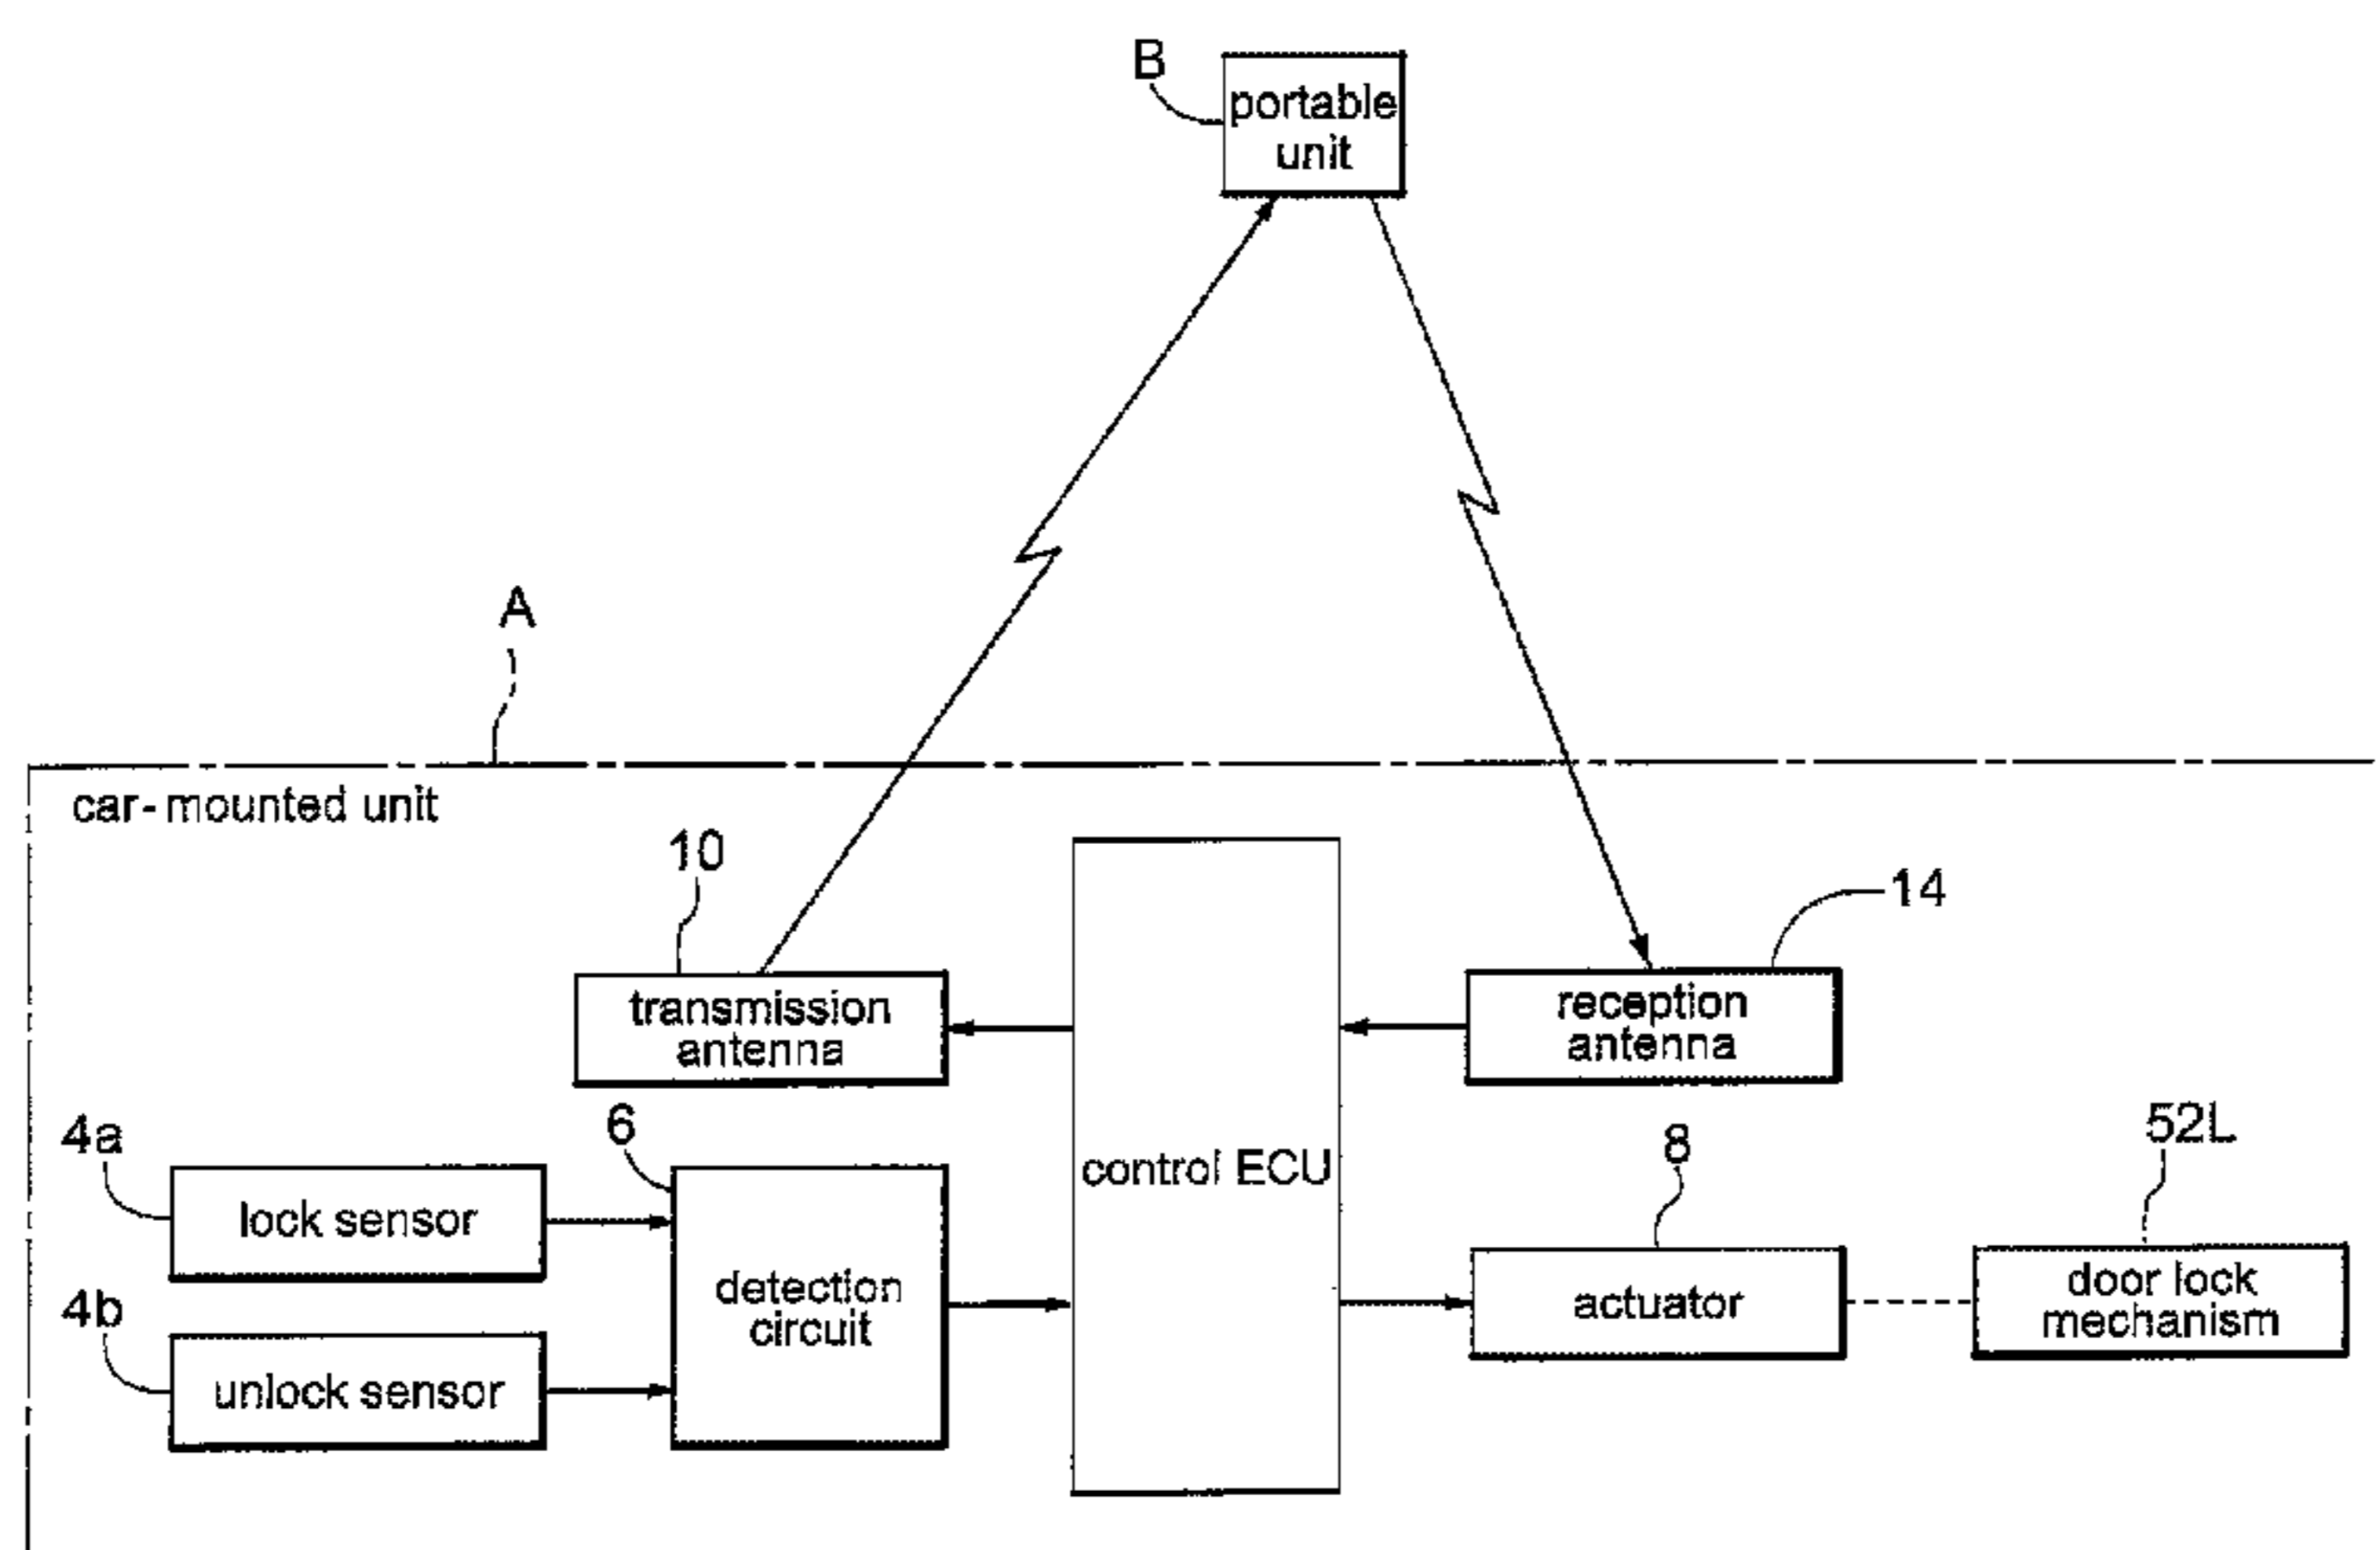 B
portable
unit
A
car-mounted unit
10
14
transmission
antenna
reception
antenna
4a
6
control ECU
8
52L
lock sensor
detection
circuit
actuator
door lock
mechanism
4b
unlock sensor